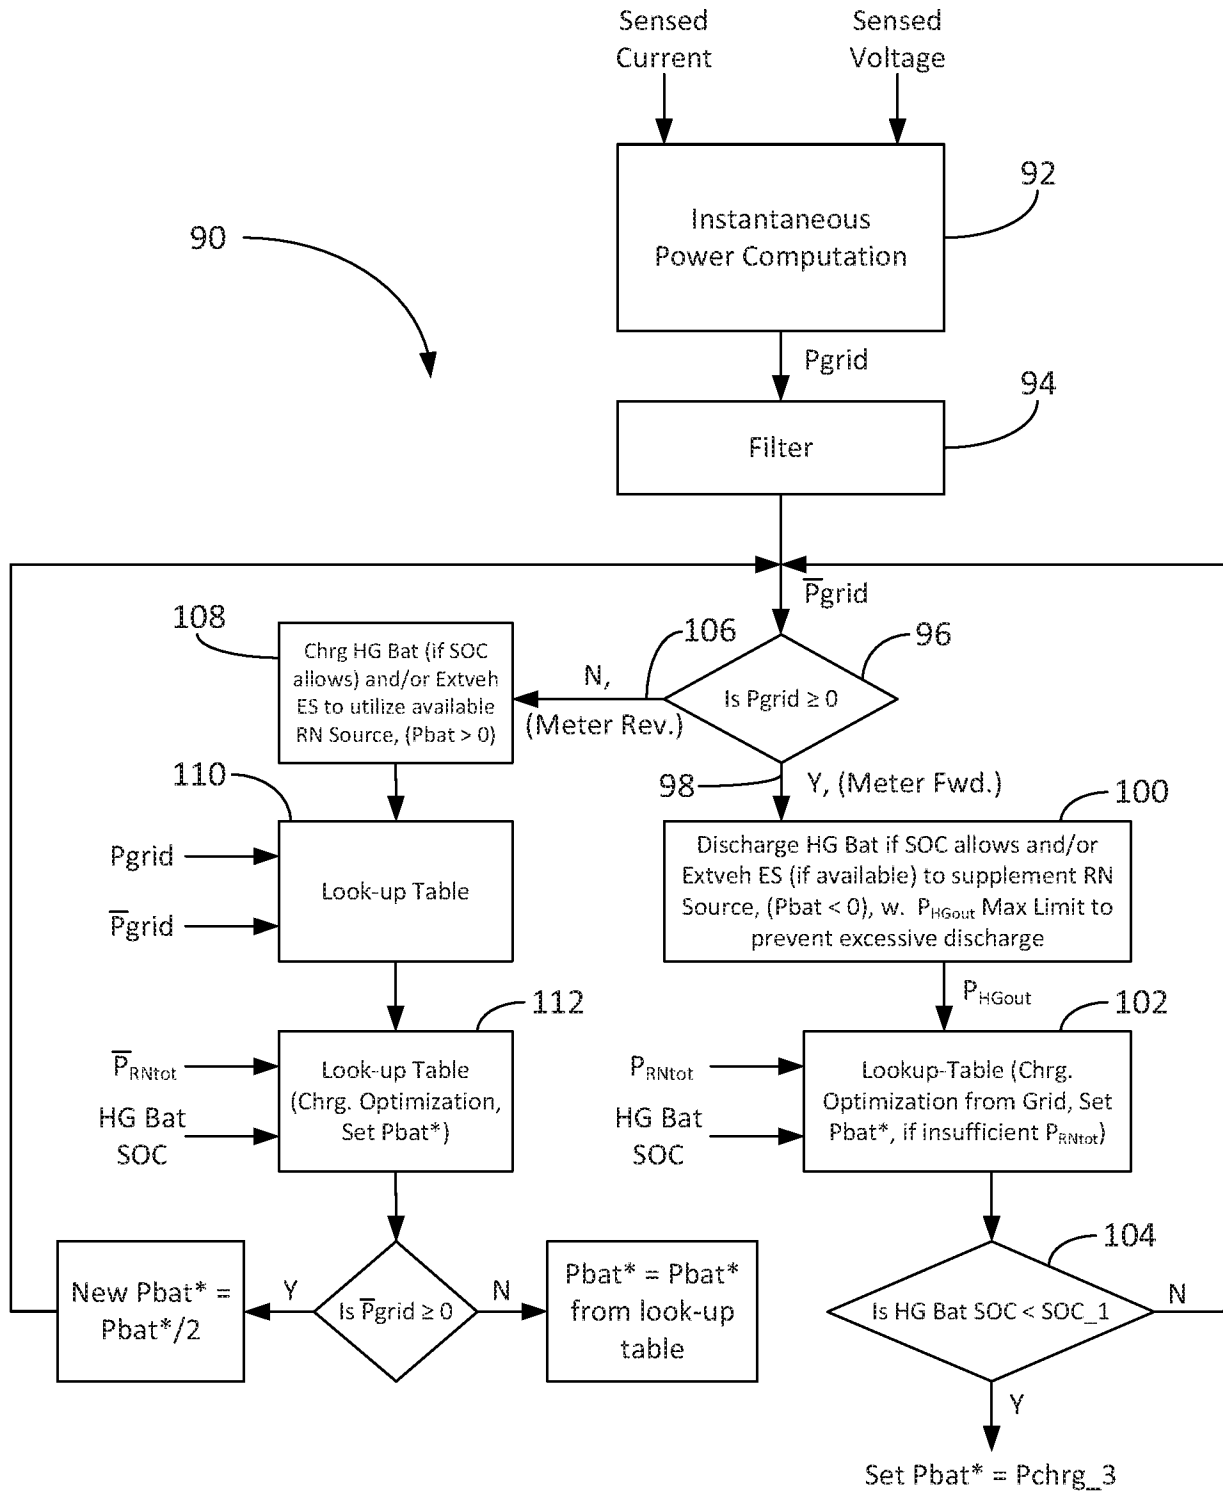 Sensed
Current
Sensed
Voltage
92
Instantaneous
Power Computation
90
Pgrid
94
Filter
P̅grid
108
106
96
Chrg HG Bat (if SOC
allows) and/or Extveh
ES to utilize available
RN Source, (Pbat > 0)
N,
(Meter Rev.)
Is Pgrid ≥ 0
110
98
Y, (Meter Fwd.)
100
Pgrid
P̅grid
Look-up Table
Discharge HG Bat if SOC allows and/or
Extveh ES (if available) to supplement RN
Source, (Pbat < 0), w. PHGout Max Limit to
prevent excessive discharge
112
PHGout
102
P̅RNtot
HG Bat
SOC
Look-up Table
(Chrg. Optimization,
Set Pbat*)
PRNtot
HG Bat
SOC
Lookup-Table (Chrg.
Optimization from Grid, Set
Pbat*, if insufficient PRNtot)
104
New Pbat* =
Pbat*/2
Y
Is P̅grid ≥ 0
N
Pbat* = Pbat*
from look-up
table
Is HG Bat SOC < SOC_1
N
Y
Set Pbat* = Pchrg_3